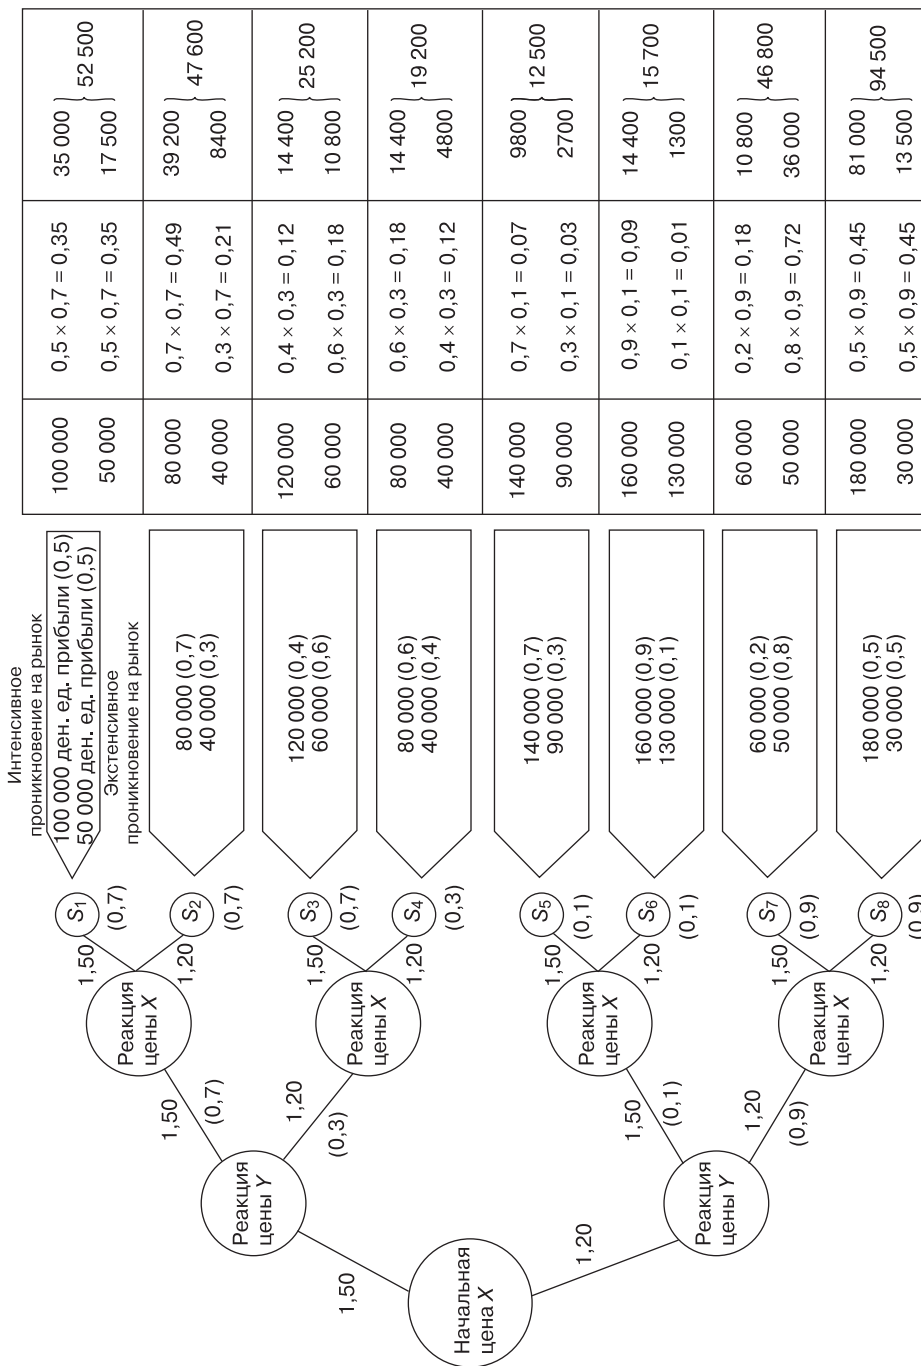 Начальная
цена X
1,50
1,20
Реакция
цены Y
1,50
(0,7)
1,20
(0,3)
Реакция
цены Y
1,50
(0,1)
1,20
(0,9)
Реакция
цены X
1,50
1,20
Реакция
цены X
1,50
1,20
Реакция
цены X
1,50
1,20
Реакция
цены X
1,50
1,20
S1
(0,7)
S2
(0,7)
S3
(0,7)
S4
(0,3)
S5
(0,1)
S6
(0,1)
S7
(0,9)
S8
(0,9)
Интенсивное
проникновение на рынок
100 000 ден. ед. прибыли (0,5)
50 000 ден. ед. прибыли (0,5)
Экстенсивное
проникновение на рынок
80 000 (0,7)
40 000 (0,3)
120 000 (0,4)
60 000 (0,6)
80 000 (0,6)
40 000 (0,4)
140 000 (0,7)
90 000 (0,3)
160 000 (0,9)
130 000 (0,1)
60 000 (0,2)
50 000 (0,8)
180 000 (0,5)
30 000 (0,5)
100 000 0,5 × 0,7 = 0,35 35 000
52 500
50 000 0,5 × 0,7 = 0,35 17 500
80 000 0,7 × 0,7 = 0,49 39 200
47 600
40 000 0,3 × 0,7 = 0,21 8400
120 000 0,4 × 0,3 = 0,12 14 400
25 200
60 000 0,6 × 0,3 = 0,18 10 800
80 000 0,6 × 0,3 = 0,18 14 400
19 200
40 000 0,4 × 0,3 = 0,12 4800
140 000 0,7 × 0,1 = 0,07 9800
12 500
90 000 0,3 × 0,1 = 0,03 2700
160 000 0,9 × 0,1 = 0,09 14 400
15 700
130 000 0,1 × 0,1 = 0,01 1300
60 000 0,2 × 0,9 = 0,18 10 800
46 800
50 000 0,8 × 0,9 = 0,72 36 000
180 000 0,5 × 0,9 = 0,45 81 000
94 500
30 000 0,5 × 0,9 = 0,45 13 500